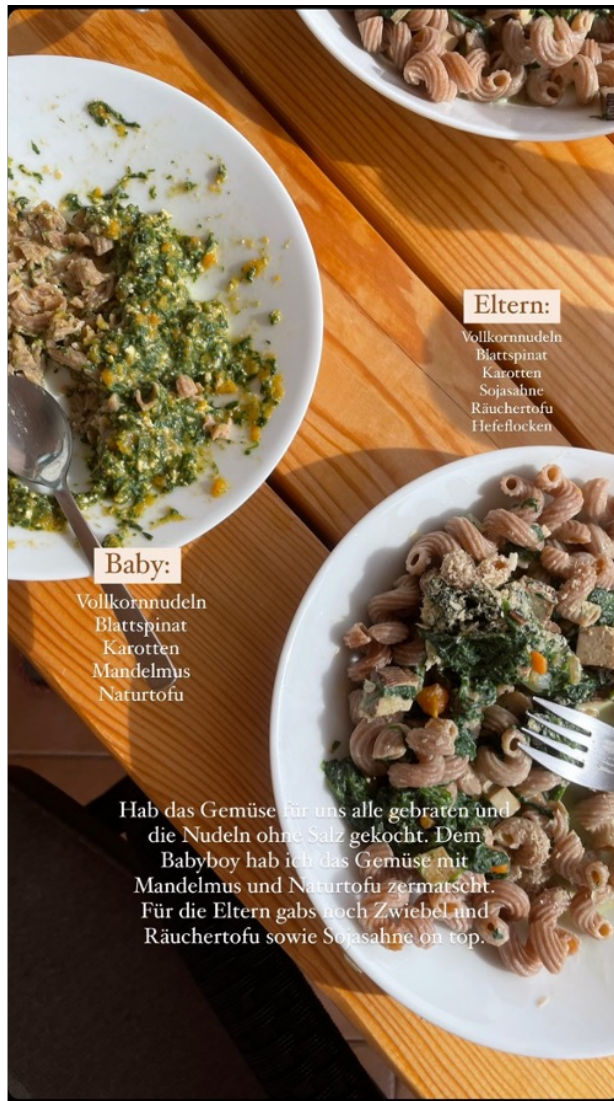 Eltern:
Vollkornnudeln
Blattspinat
Karotten
Sojasahne
Räuchertofu
Hefeflocken
Baby:
Vollkornnudeln
Blattspinat
Karotten
Mandelmus
Naturtofu
Hab das Gemüse für uns alle gebraten und
die Nudeln ohne Salz gekocht. Dem
Babyboy hab ich das Gemüse mit
Mandelmus und Naturtofu zermatscht.
Für die Eltern gabs noch Zwiebel und
Räuchertofu sowie Sojasahne on top.